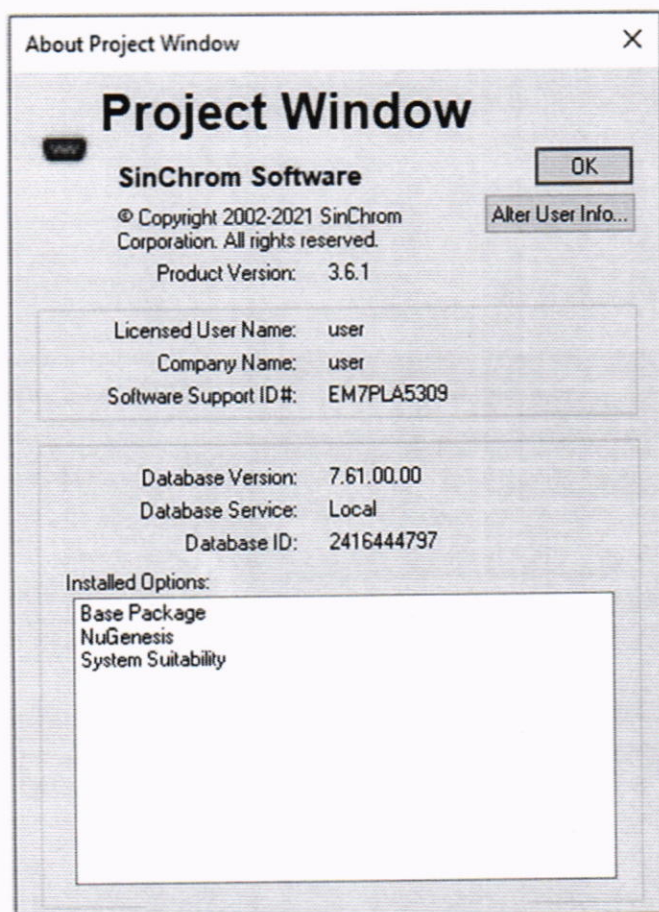 About Project Window
Project Window
SinChrom Software
OK
© Copyright 2002-2021 SinChrom
Corporation. All rights reserved.
Alter User Info...
Product Version: 3.6.1
Licensed User Name: user
Company Name: user
Software Support ID#: EM7PLA5309
Database Version: 7.61.00.00
Database Service: Local
Database ID: 2416444797
Installed Options:
Base Package
NuGenesis
System Suitability